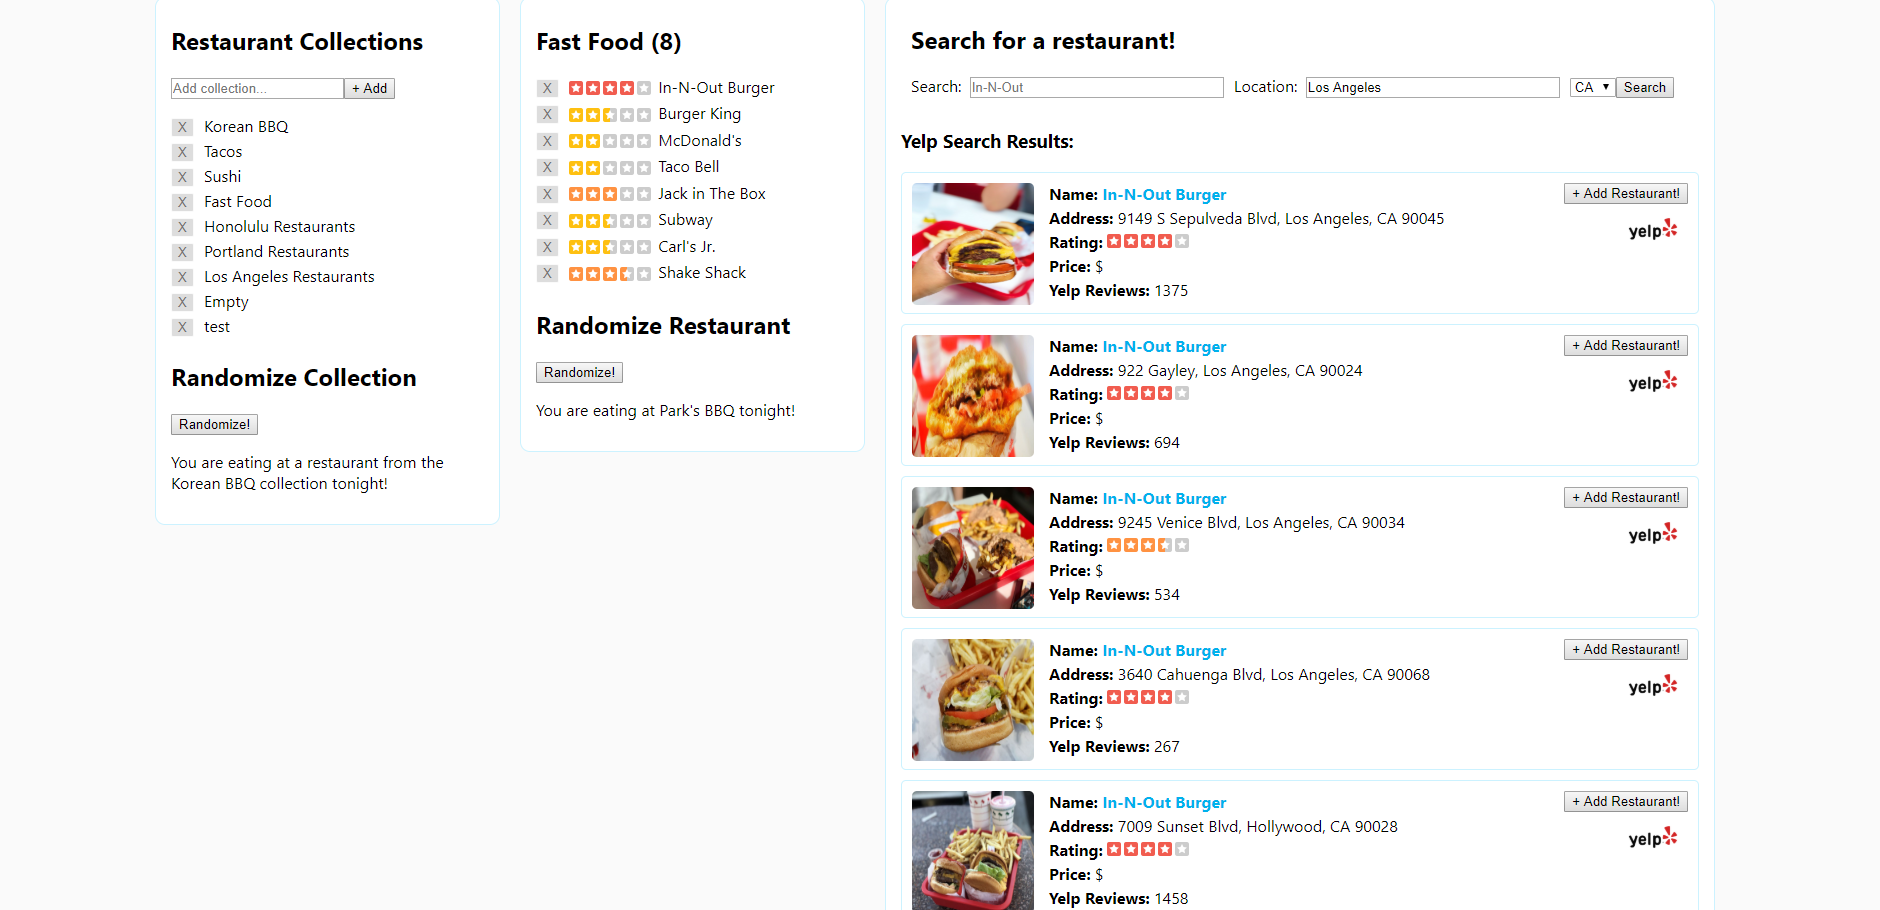 Restaurant Collections
Add collection... + Add
X Korean BBQ
X Tacos
X Sushi
X Fast Food
X Honolulu Restaurants
X Portland Restaurants
X Los Angeles Restaurants
X Empty
X test
Randomize Collection
Randomize!
You are eating at a restaurant from the
Korean BBQ collection tonight!
Fast Food (8)
X In-N-Out Burger
X Burger King
X McDonald's
X Taco Bell
X Jack in The Box
X Subway
X Carl's Jr.
X Shake Shack
Randomize Restaurant
Randomize!
You are eating at Park's BBQ tonight!
Search for a restaurant!
Search: In-N-Out Location: Los Angeles CA Search
Yelp Search Results:
Name: In-N-Out Burger + Add Restaurant!
Address: 9149 S Sepulveda Blvd, Los Angeles, CA 90045
yelp
Rating:
Price: $
Yelp Reviews: 1375
Name: In-N-Out Burger + Add Restaurant!
Address: 922 Gayley, Los Angeles, CA 90024
yelp
Rating:
Price: $
Yelp Reviews: 694
Name: In-N-Out Burger + Add Restaurant!
Address: 9245 Venice Blvd, Los Angeles, CA 90034
yelp
Rating:
Price: $
Yelp Reviews: 534
Name: In-N-Out Burger + Add Restaurant!
Address: 3640 Cahuenga Blvd, Los Angeles, CA 90068
yelp
Rating:
Price: $
Yelp Reviews: 267
Name: In-N-Out Burger + Add Restaurant!
Address: 7009 Sunset Blvd, Hollywood, CA 90028
yelp
Rating:
Price: $
Yelp Reviews: 1458